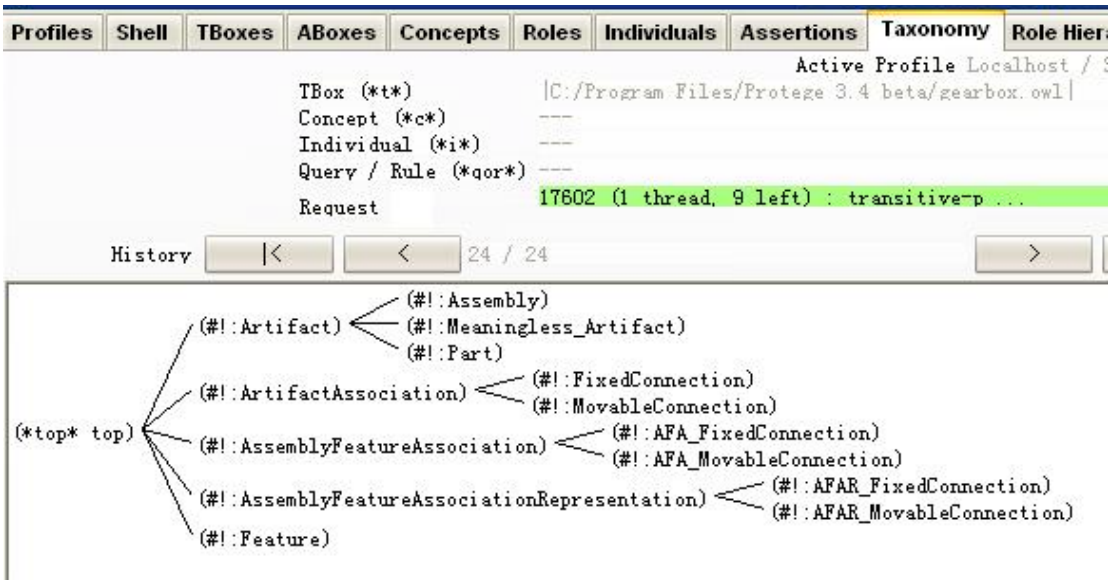 Profiles Shell TBoxes ABoxes Concepts Roles Individuals Assertions Taxonomy Role Hier
Active Profile Localhost /
TBox (*t*) |C:/Program Files/Protege 3.4 beta/gearbox.owl|
Concept (*c*) ---
Individual (*i*) ---
Query / Rule (*qor*) ---
Request 17602 (1 thread, 9 left) : transitive-p ...
History |< < 24 / 24 >
(#!:Assembly)
(#!:Artifact) (#!:Meaningless_Artifact)
(#!:Part)
(#!:FixedConnection)
(#!:ArtifactAssociation)
(#!:MovableConnection)
(*top* top) (#!:AFA_FixedConnection)
(#!:AssemblyFeatureAssociation)
(#!:AFA_MovableConnection)
(#!:AFAR_FixedConnection)
(#!:AssemblyFeatureAssociationRepresentation)
(#!:AFAR_MovableConnection)
(#!:Feature)